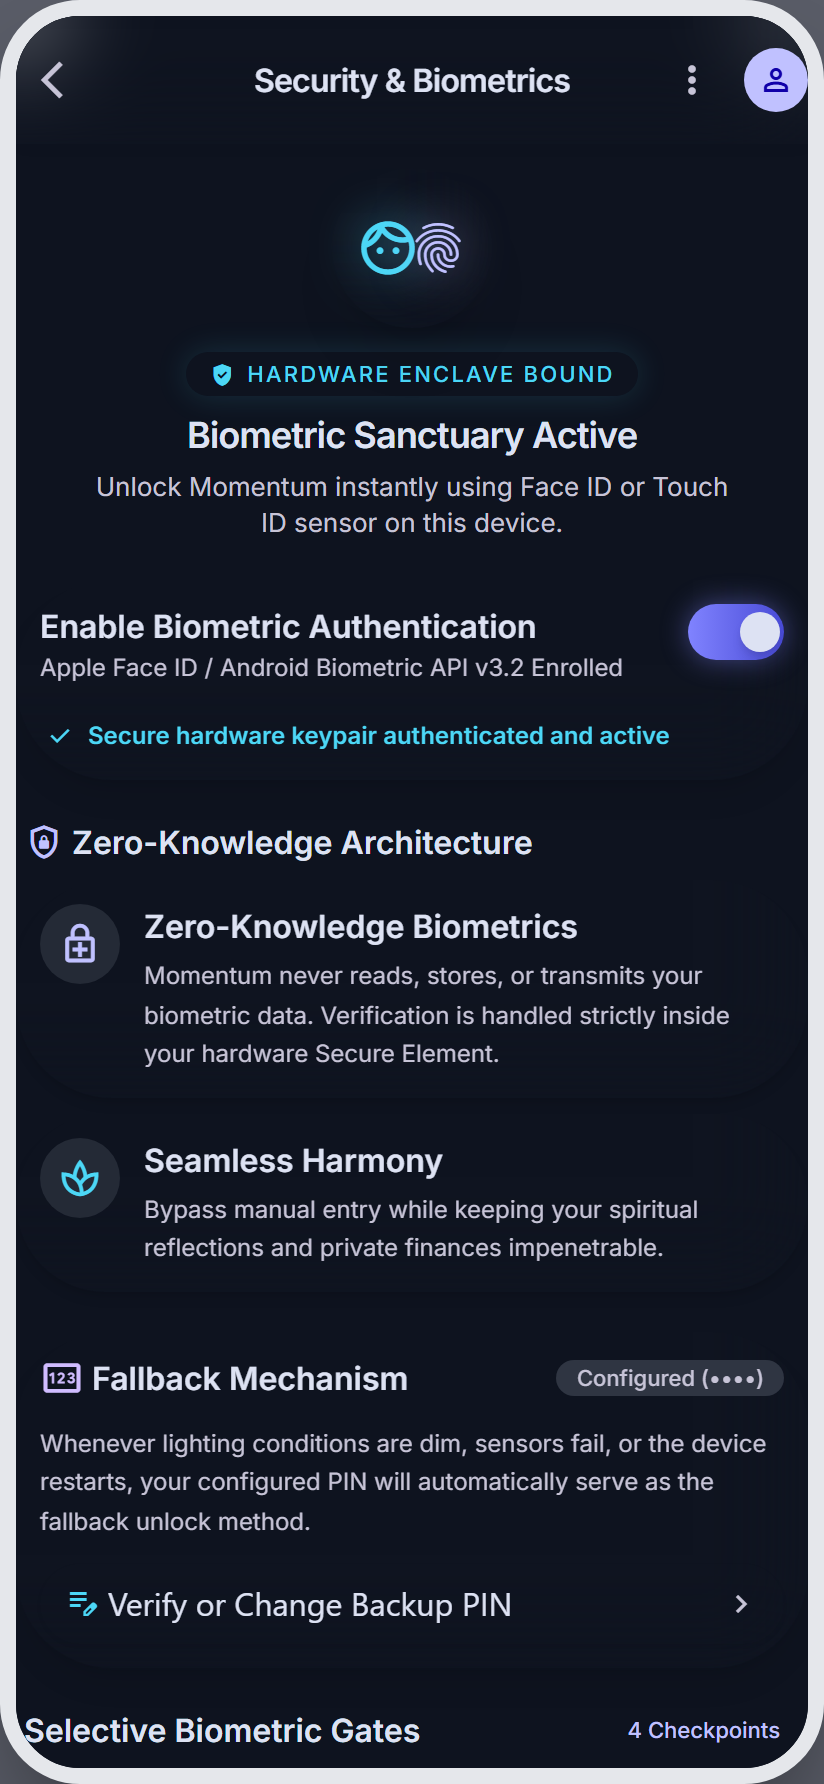 Security & Biometrics
HARDWARE ENCLAVE BOUND
Biometric Sanctuary Active
Unlock Momentum instantly using Face ID or Touch
ID sensor on this device.
Enable Biometric Authentication
Apple Face ID / Android Biometric API v3.2 Enrolled
Secure hardware keypair authenticated and active
Zero-Knowledge Architecture
Zero-Knowledge Biometrics
Momentum never reads, stores, or transmits your
biometric data. Verification is handled strictly inside
your hardware Secure Element.
Seamless Harmony
Bypass manual entry while keeping your spiritual
reflections and private finances impenetrable.
123 Fallback Mechanism
Configured (••••)
Whenever lighting conditions are dim, sensors fail, or the device
restarts, your configured PIN will automatically serve as the
fallback unlock method.
Verify or Change Backup PIN
Selective Biometric Gates
4 Checkpoints